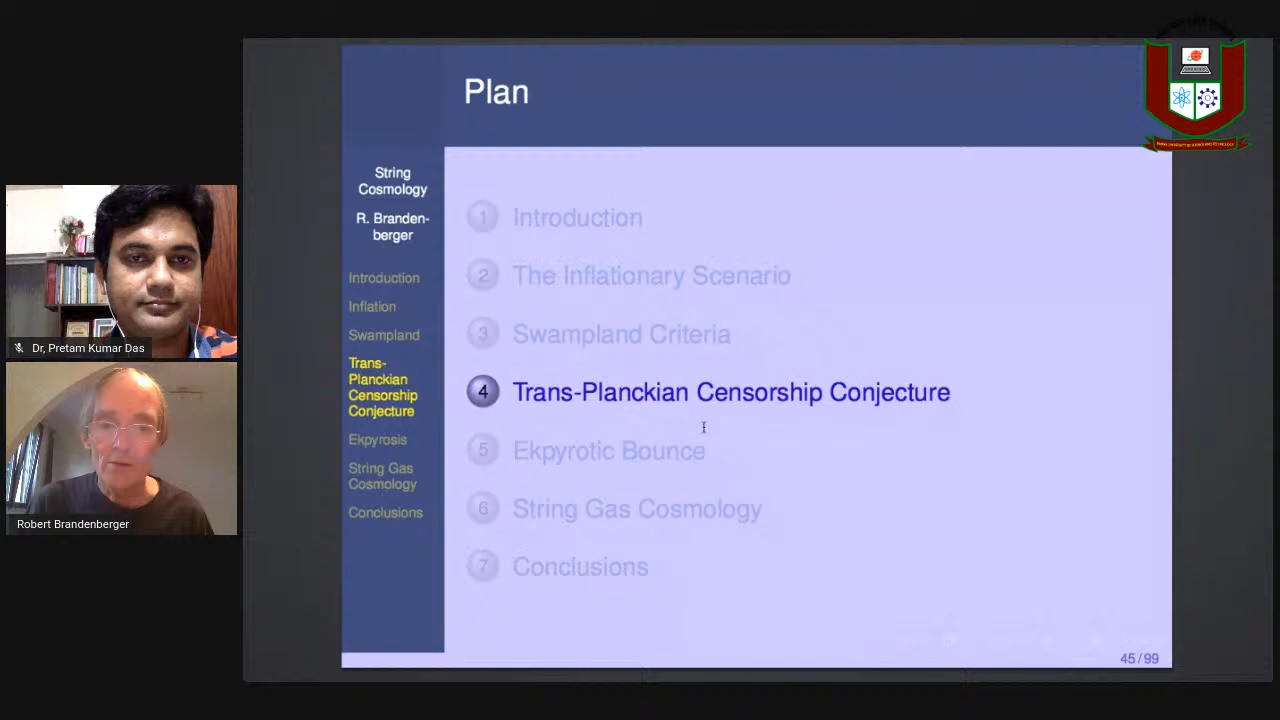 Plan
String
Cosmology
R. Branden-
berger
Introduction
Inflation
Swampland
Trans-
Planckian
Censorship
Conjecture
Ekpyrosis
String Gas
Cosmology
Conclusions
1 Introduction
2 The Inflationary Scenario
3 Swampland Criteria
4 Trans-Planckian Censorship Conjecture
5 Ekpyrotic Bounce
6 String Gas Cosmology
7 Conclusions
45/99
Dr, Pretam Kumar Das
Robert Brandenberger